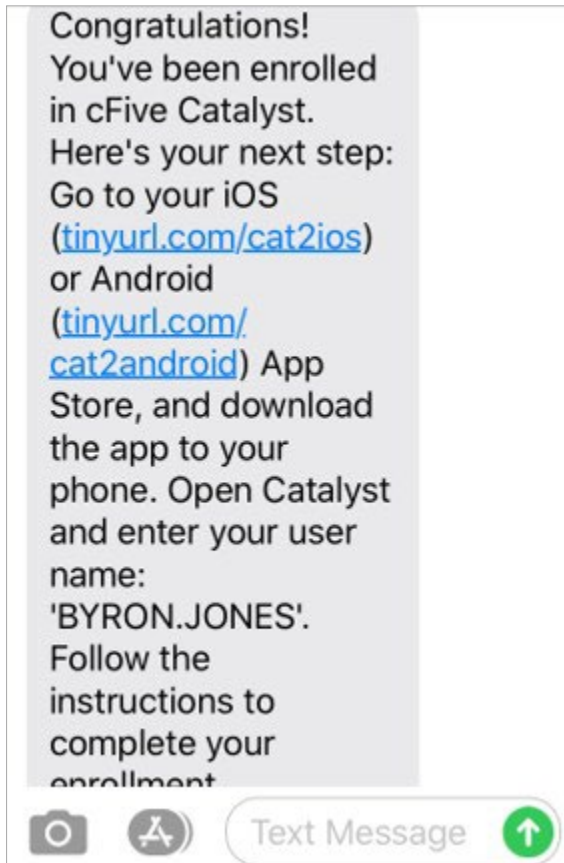 Congratulations!
You've been enrolled
in cFive Catalyst.
Here's your next step:
Go to your iOS
(tinyurl.com/cat2ios)
or Android
(tinyurl.com/
cat2android) App
Store, and download
the app to your
phone. Open Catalyst
and enter your user
name:
'BYRON.JONES'.
Follow the
instructions to
complete your
enrollment
Text Message